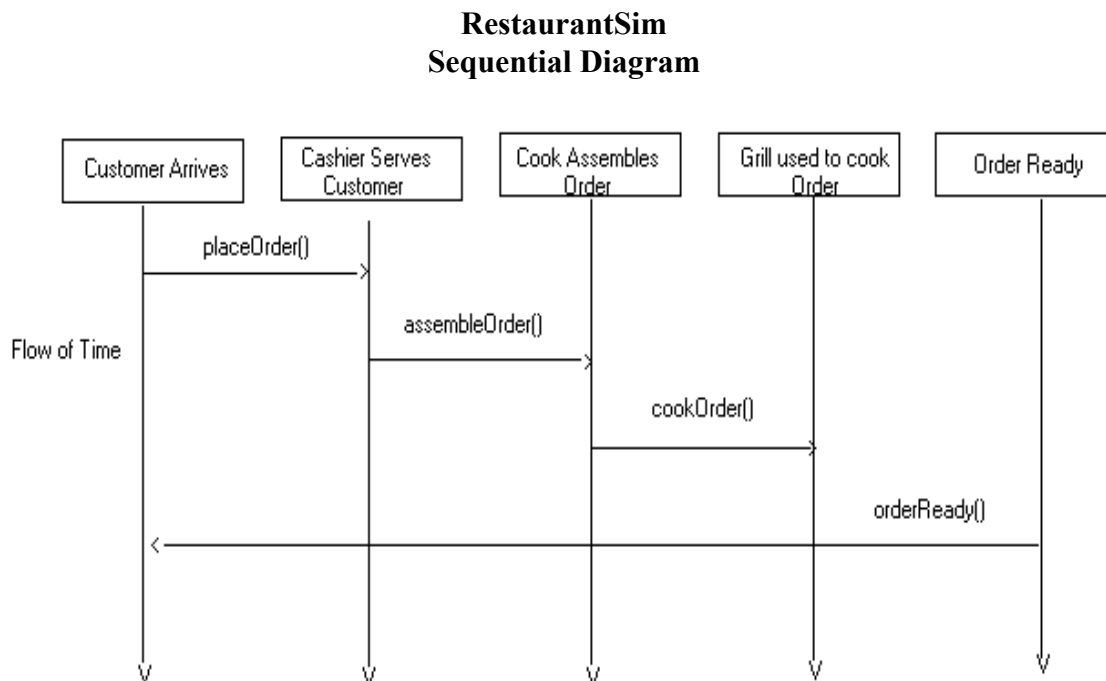 RestaurantSim
Sequential Diagram
Customer Arrives
Cashier Serves
Customer
Cook Assembles
Order
Grill used to cook
Order
Order Ready
placeOrder()
assembleOrder()
Flow of Time
cookOrder()
orderReady()